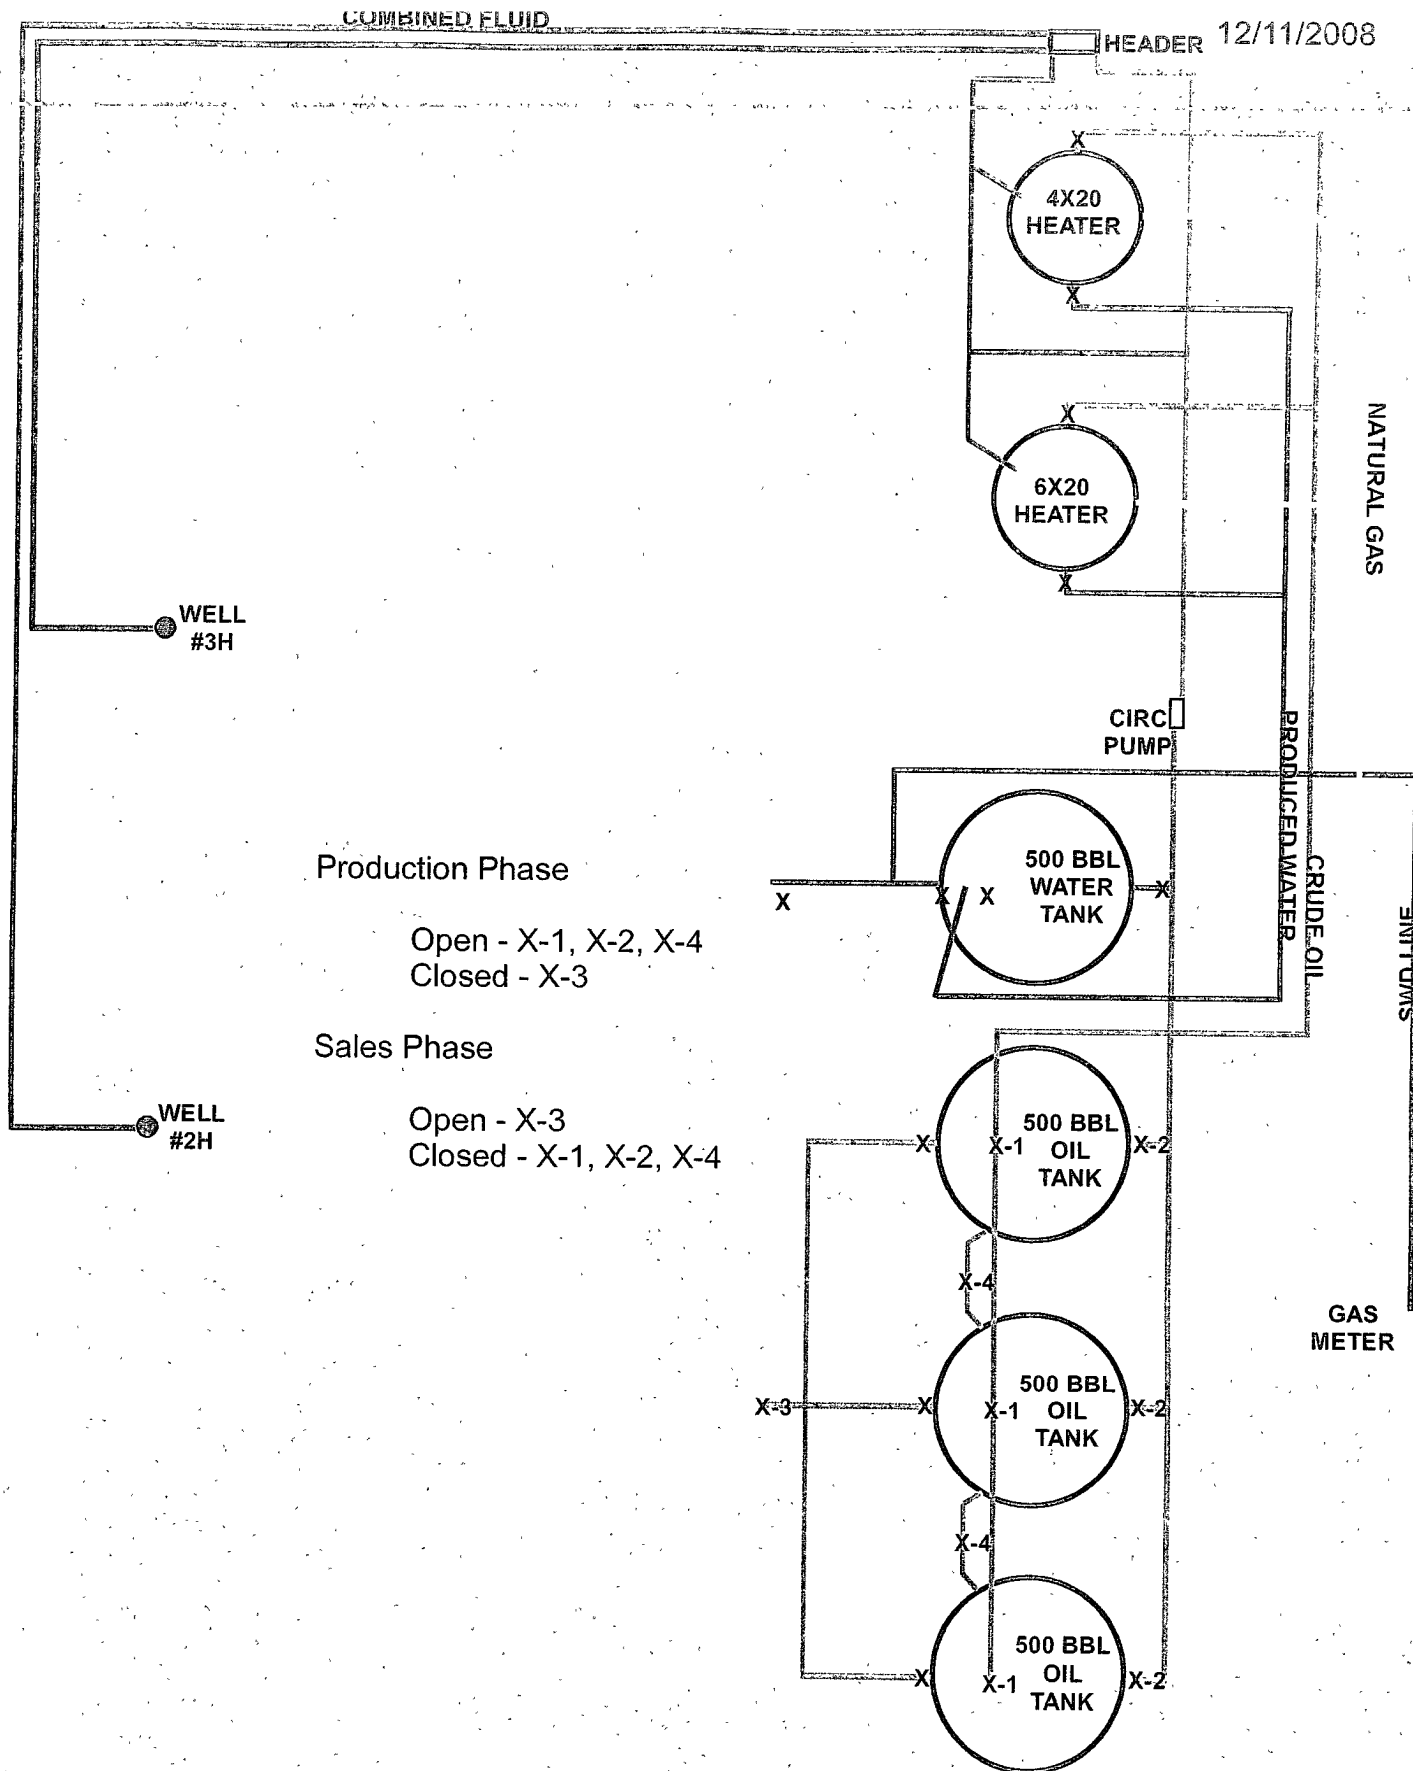 COMBINED FLUID
HEADER
12/11/2008
X
4X20
HEATER
X
NATURAL GAS
X
6X20
HEATER
X
WELL
#3H
CIRC
PUMP
PRODUCED WATER
CRUDE OIL
Production Phase
Open - X-1, X-2, X-4
Closed - X-3
X
X
X
500 BBL
WATER
TANK
X
Sales Phase
Open - X-3
Closed - X-1, X-2, X-4
WELL
#2H
X
X-1
500 BBL
OIL
TANK
X-2
X-4
GAS
METER
X-3
X
X-1
500 BBL
OIL
TANK
X-2
X-4
X
X-1
500 BBL
OIL
TANK
X-2